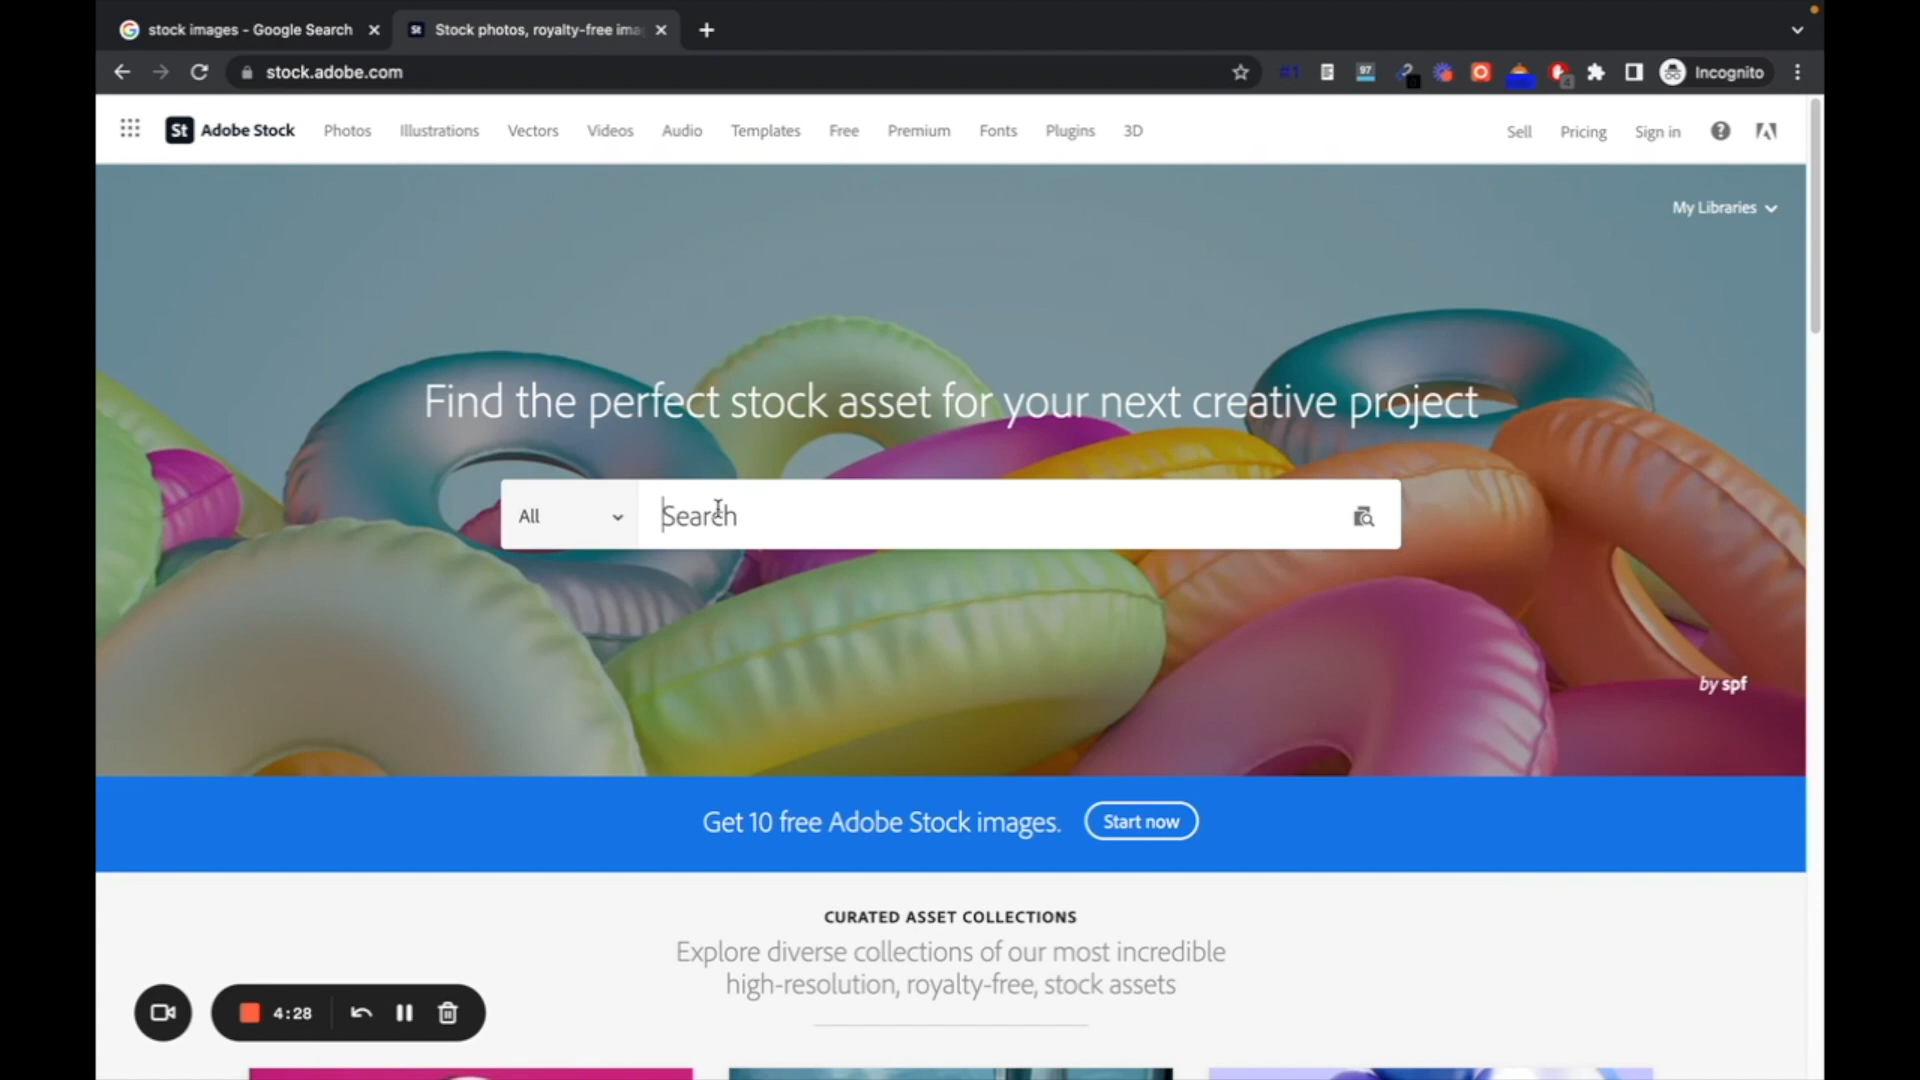 stock images - Google Search
Stock photos, royalty-free ima
stock.adobe.com
#1
97
4
Incognito
St Adobe Stock
Photos
Illustrations
Vectors
Videos
Audio
Templates
Free
Premium
Fonts
Plugins
3D
Sell
Pricing
Sign in
My Libraries
Find the perfect stock asset for your next creative project
All
Search
by spf
Get 10 free Adobe Stock images.
Start now
CURATED ASSET COLLECTIONS
Explore diverse collections of our most incredible
high-resolution, royalty-free, stock assets
4:28